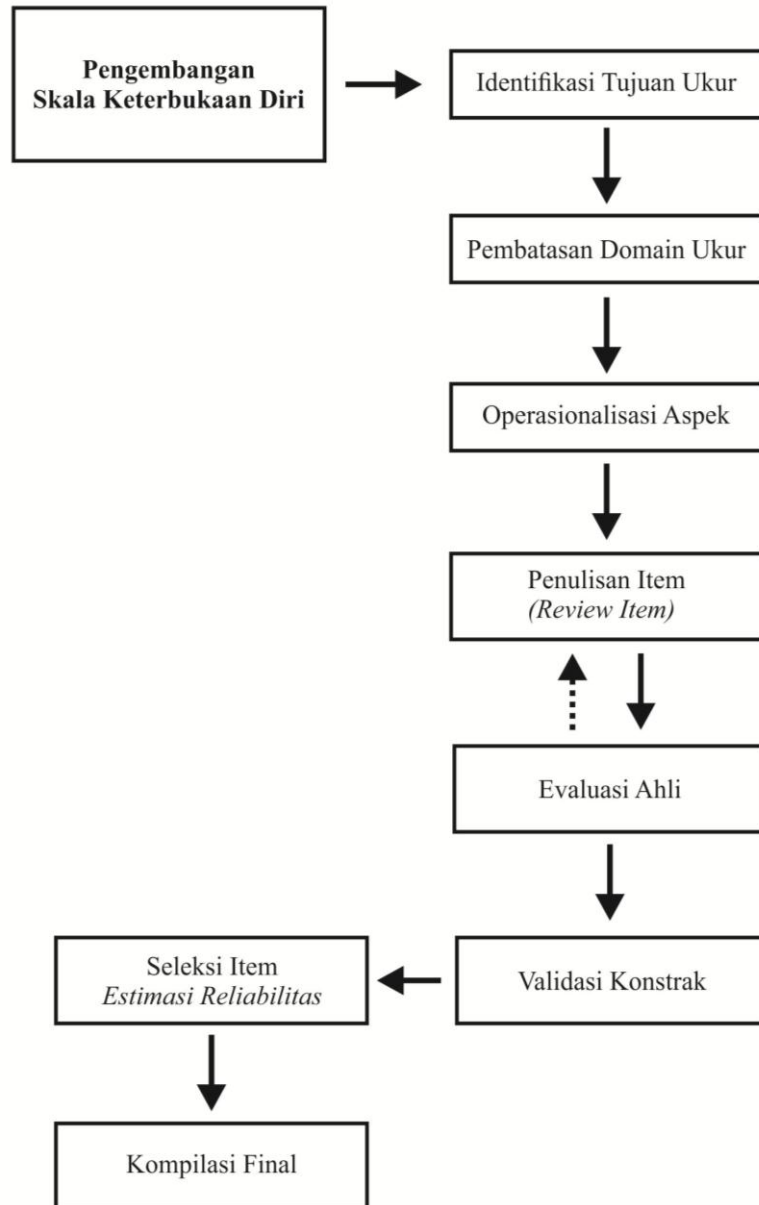 Pengembangan
Skala Keterbukaan Diri
Identifikasi Tujuan Ukur
Pembatasan Domain Ukur
Operasionalisasi Aspek
Penulisan Item
(Review Item)
Evaluasi Ahli
Validasi Konstrak
Seleksi Item
Estimasi Reliabilitas
Kompilasi Final